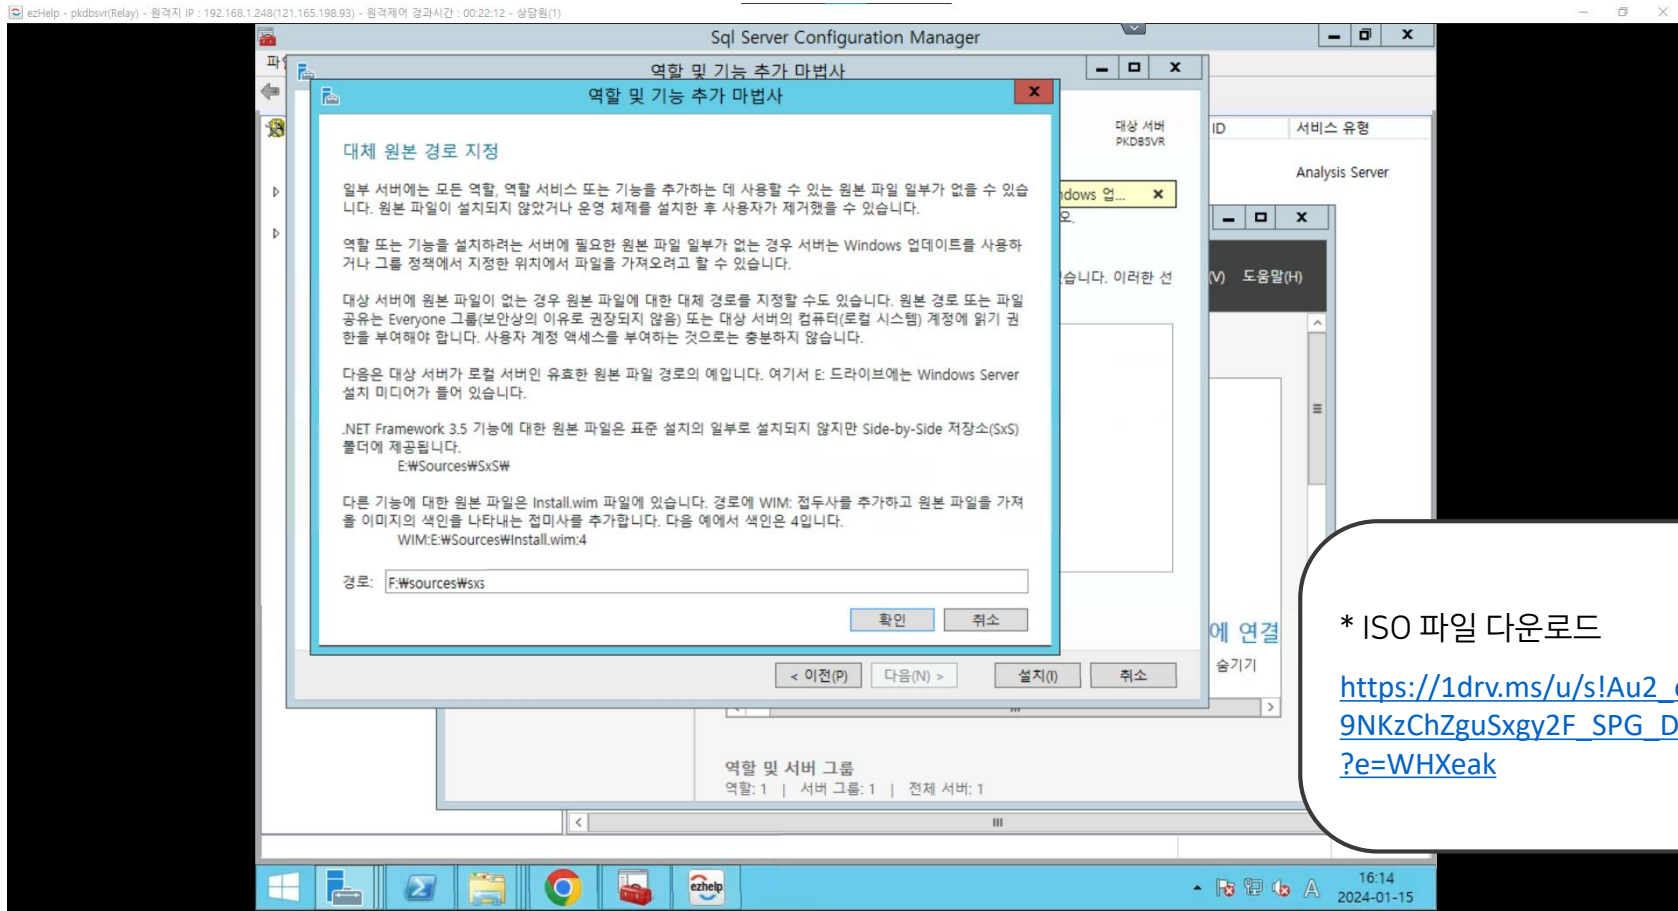 ezHelp - pkdbsvr(Relay) - 원격지 IP : 192.168.1.248(121.165.198.93) - 원격제어 경과시간 : 00:22:12 - 상담원(1)
Sql Server Configuration Manager
역할 및 기능 추가 마법사
역할 및 기능 추가 마법사
대상 서버
PKDBSVR
ID
서비스 유형
Analysis Server
대체 원본 경로 지정
일부 서버에는 모든 역할, 역할 서비스 또는 기능을 추가하는 데 사용할 수 있는 원본 파일 일부가 없을 수 있습
니다. 원본 파일이 설치되지 않았거나 운영 체제를 설치한 후 사용자가 제거했을 수 있습니다.
업...
역할 또는 기능을 설치하려는 서버에 필요한 원본 파일 일부가 없는 경우 서버는 Windows 업데이트를 사용하
거나 그룹 정책에서 지정한 위치에서 파일을 가져오려고 할 수 있습니다.
이러한 선
(V) 도움말(H)
대상 서버에 원본 파일이 없는 경우 원본 파일에 대한 대체 경로를 지정할 수도 있습니다. 원본 경로 또는 파일
공유는 Everyone 그룹(보안상의 이유로 권장되지 않음) 또는 대상 서버의 컴퓨터(로컬 시스템) 계정에 읽기 권
한을 부여해야 합니다. 사용자 계정 액세스를 부여하는 것으로는 충분하지 않습니다.
다음은 대상 서버가 로컬 서버인 유효한 원본 파일 경로의 예입니다. 여기서 E: 드라이브에는 Windows Server
설치 미디어가 들어 있습니다.
.NET Framework 3.5 기능에 대한 원본 파일은 표준 설치의 일부로 설치되지 않지만 Side-by-Side 저장소(SxS)
폴더에 제공됩니다.
E:₩Sources₩SxS₩
다른 기능에 대한 원본 파일은 Install.wim 파일에 있습니다. 경로에 WIM: 접두사를 추가하고 원본 파일을 가져
올 이미지의 색인을 나타내는 접미사를 추가합니다. 다음 예에서 색인은 4입니다.
WIM:E:₩Sources₩Install.wim:4
경로: F:₩sources₩sxs
확인 취소
에 연결
숨기기
< 이전(P) 다음(N) > 설치(I) 취소
역할 및 서버 그룹
역할: 1 | 서버 그룹: 1 | 전체 서버: 1
* ISO 파일 다운로드
https://1drv.ms/u/s!Au2_
9NKzChZguSxgy2F_SPG_D
?e=WHXeak
ezhelp
A
16:14
2024-01-15